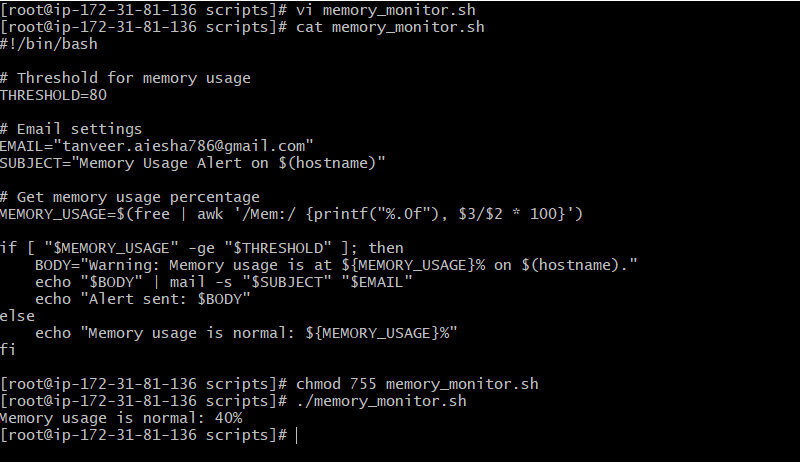 [root@ip-172-31-81-136 scripts]# vi memory_monitor.sh
[root@ip-172-31-81-136 scripts]# cat memory_monitor.sh
#!/bin/bash
# Threshold for memory usage
THRESHOLD=80
# Email settings
EMAIL="tanveer.aiesha786@gmail.com"
SUBJECT="Memory Usage Alert on $(hostname)"
# Get memory usage percentage
MEMORY_USAGE=$(free | awk '/Mem:/ {printf("%.0f"), $3/$2 * 100}')
if [ "$MEMORY_USAGE" -ge "$THRESHOLD" ]; then
    BODY="Warning: Memory usage is at ${MEMORY_USAGE}% on $(hostname)."
    echo "$BODY" | mail -s "$SUBJECT" "$EMAIL"
    echo "Alert sent: $BODY"
else
    echo "Memory usage is normal: ${MEMORY_USAGE}%"
fi
[root@ip-172-31-81-136 scripts]# chmod 755 memory_monitor.sh
[root@ip-172-31-81-136 scripts]# ./memory_monitor.sh
Memory usage is normal: 40%
[root@ip-172-31-81-136 scripts]#